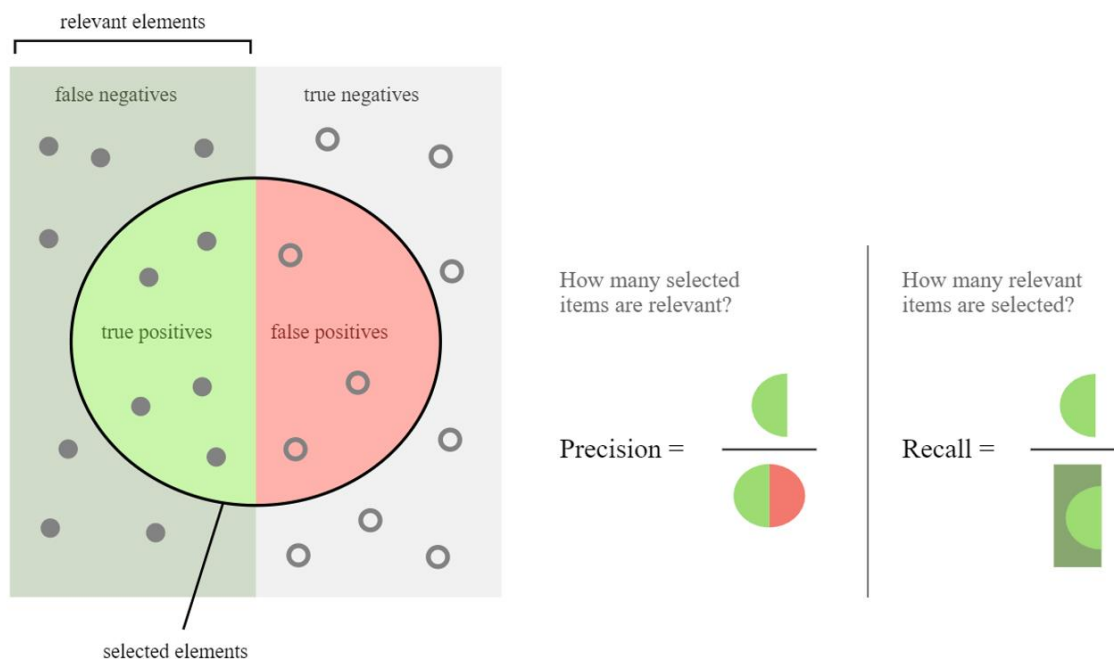 relevant elements
false negatives
true negatives
true positives
false positives
selected elements
How many selected
items are relevant?
Precision =
How many relevant
items are selected?
Recall =